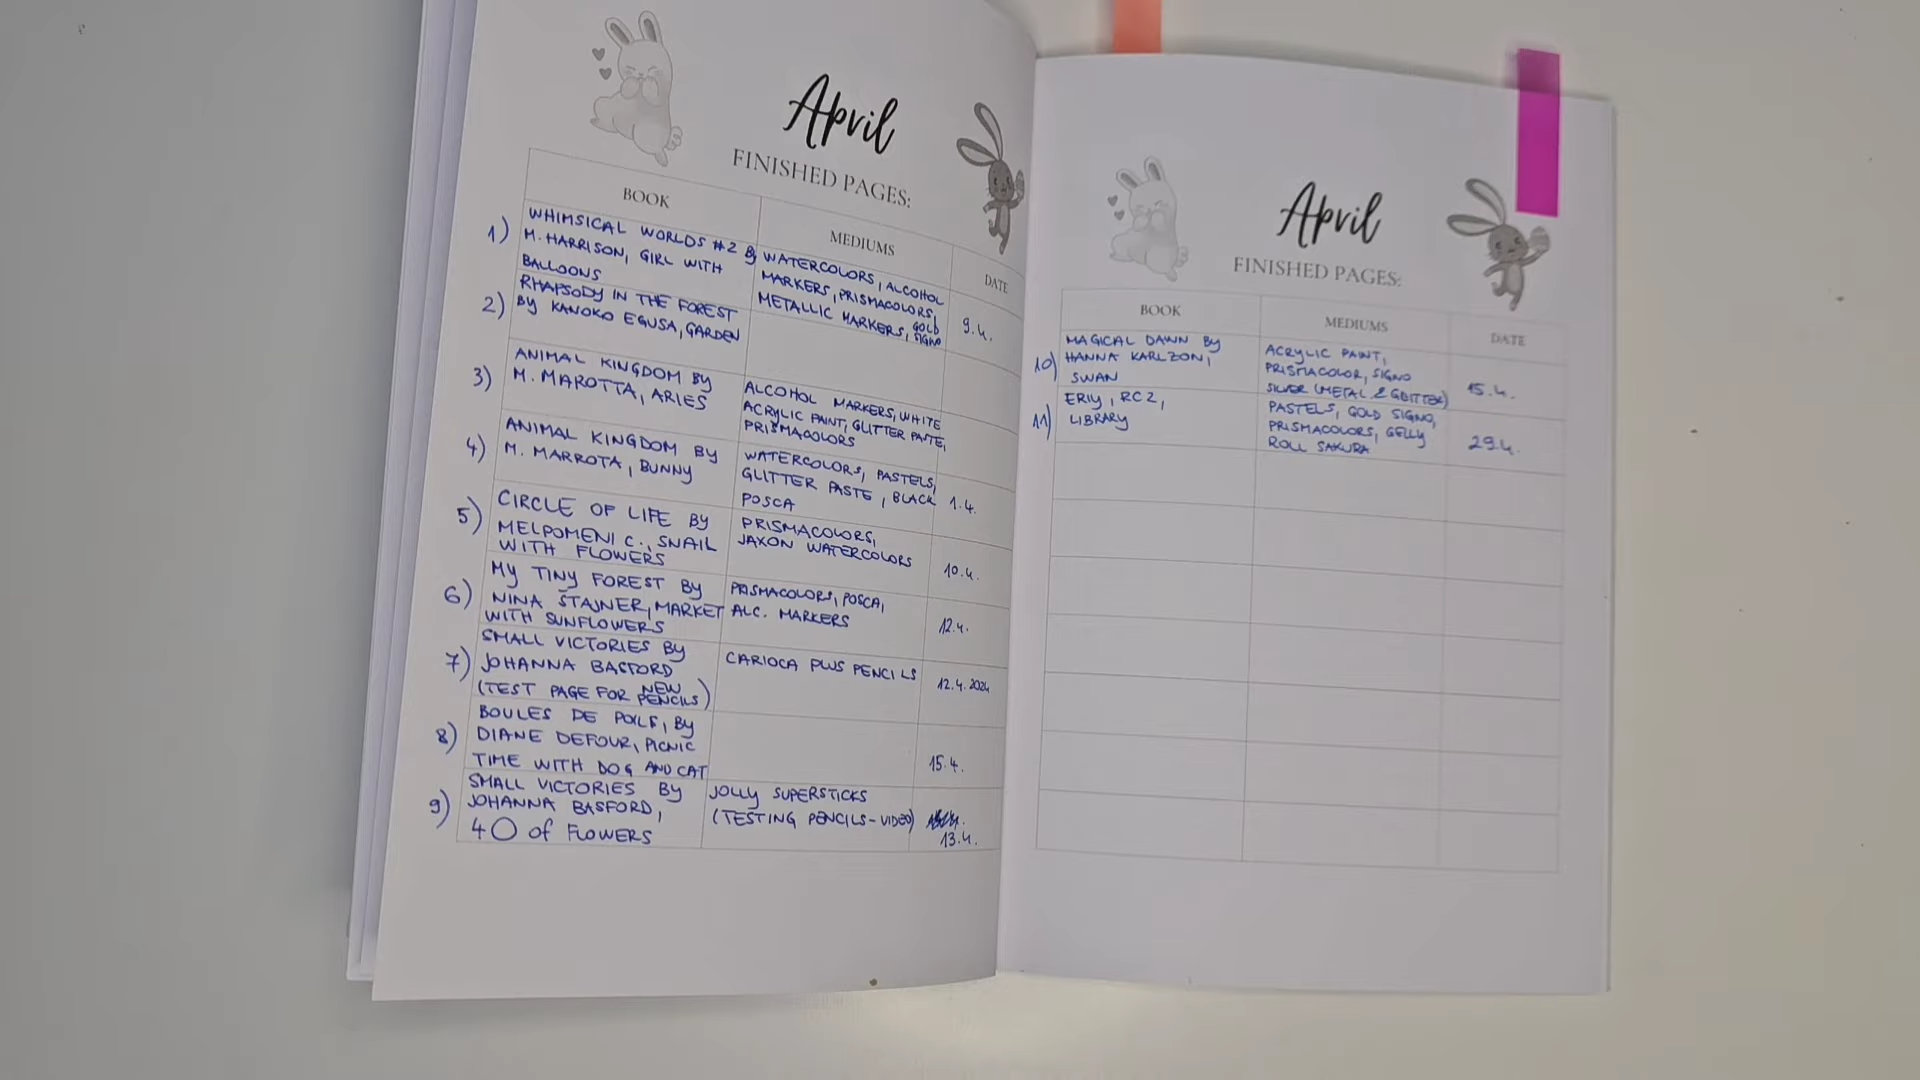 April
FINISHED PAGES:
BOOK
MEDIUMS
DATE
1)
WHIMSICAL WORLDS #2 By
M. HARRISON, GIRL WITH
BALLOONS
WATERCOLORS, ALCOHOL
MARKERS, PRISMACOLORS,
METALLIC MARKERS, GOLD
SIGNO
9.4.
2)
RHAPSODY IN THE FOREST
By KANOKO EGUSA, GARDEN
3)
ANIMAL KINGDOM By
M. MAROTTA, ARIES
ALCOHOL MARKERS, WHITE
ACRYLIC PAINT, GLITTER PASTE,
PRISMACOLORS
4)
ANIMAL KINGDOM By
M. MARROTA, BUNNY
WATERCOLORS, PASTELS,
GLITTER PASTE, BLACK
POSCA
1.4.
5)
CIRCLE OF LIFE By
MELPOMENI C., SNAIL
WITH FLOWERS
PRISMACOLORS,
JAXON WATERCOLORS
10.4.
6)
MY TINY FOREST By
NINA ŠTAJNER, MARKET
WITH SUNFLOWERS
PRISMACOLORS, POSCA,
ALC. MARKERS
12.4.
7)
SMALL VICTORIES By
JOHANNA BASFORD
(TEST PAGE FOR NEW
PENCILS)
CARIOCA PLUS PENCILS
12.4.2024
8)
BOULES DE POILS, By
DIANE DEFOUR, PICNIC
TIME WITH DOG AND CAT
15.4.
9)
SMALL VICTORIES By
JOHANNA BASFORD,
4 O of FLOWERS
JOLLY SUPERSTICKS
(TESTING PENCILS-VIDEO)
13.4.
April
FINISHED PAGES:
BOOK
MEDIUMS
DATE
10)
MAGICAL DAWN By
HANNA KARLZON,
SWAN
ACRYLIC PAINT,
PRISMACOLOR, SIGNO
SILVER (METAL & GLITTER)
15.4.
11)
ERIY, RC2,
LIBRARY
PASTELS, GOLD SIGNO,
PRISMACOLORS, GELLY
ROLL SAKURA
29.4.